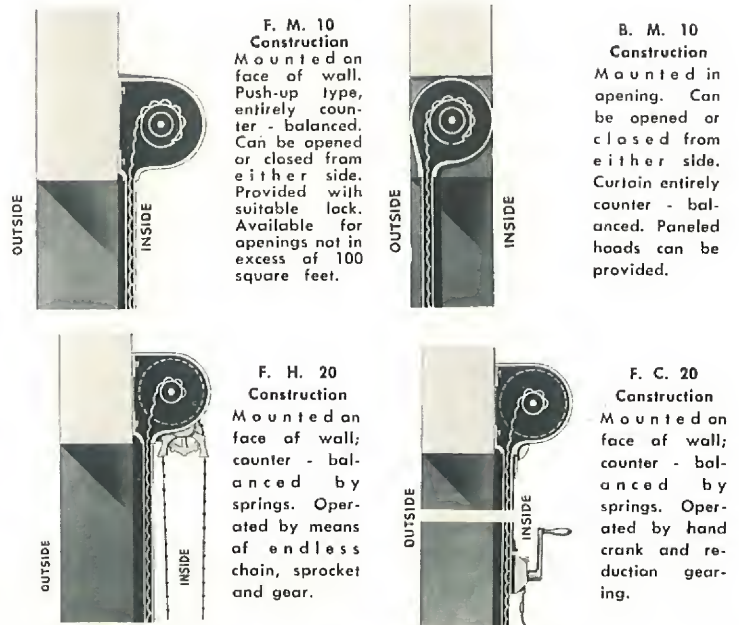 F. M. 10
Construction
Mounted on
face of wall.
Push-up type,
entirely coun-
ter - balanced.
Can be opened
or closed from
either side.
Provided with
suitable lock.
Available for
openings not in
excess of 100
square feet.
OUTSIDE
INSIDE
B. M. 10
Construction
Mounted in
opening. Can
be opened or
closed from
either side.
Curtain entirely
counter - bal-
anced. Paneled
hoods can be
provided.
OUTSIDE
INSIDE
F. H. 20
Construction
Mounted on
face of wall;
counter - bal-
anced by
springs. Oper-
ated by means
of endless
chain, sprocket
and gear.
OUTSIDE
INSIDE
F. C. 20
Construction
Mounted on
face of wall;
counter - bal-
anced by
springs. Oper-
ated by hand
crank and re-
duction gear-
ing.
OUTSIDE
INSIDE